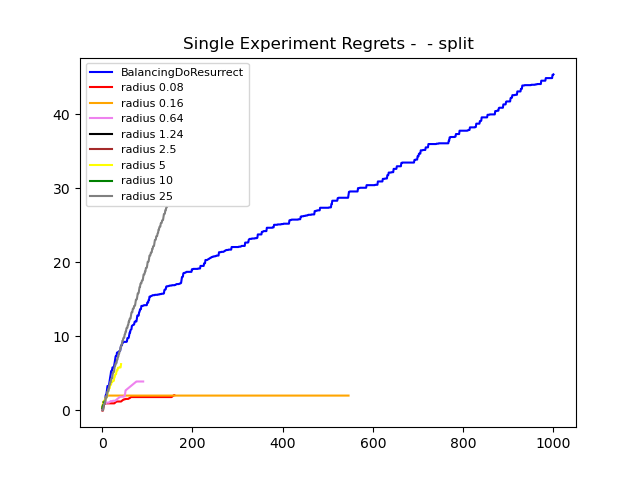 Single Experiment Regrets -  - split
BalancingDoResurrect
radius 0.08
radius 0.16
radius 0.64
radius 1.24
radius 2.5
radius 5
radius 10
radius 25
40
30
20
10
0
0 200 400 600 800 1000